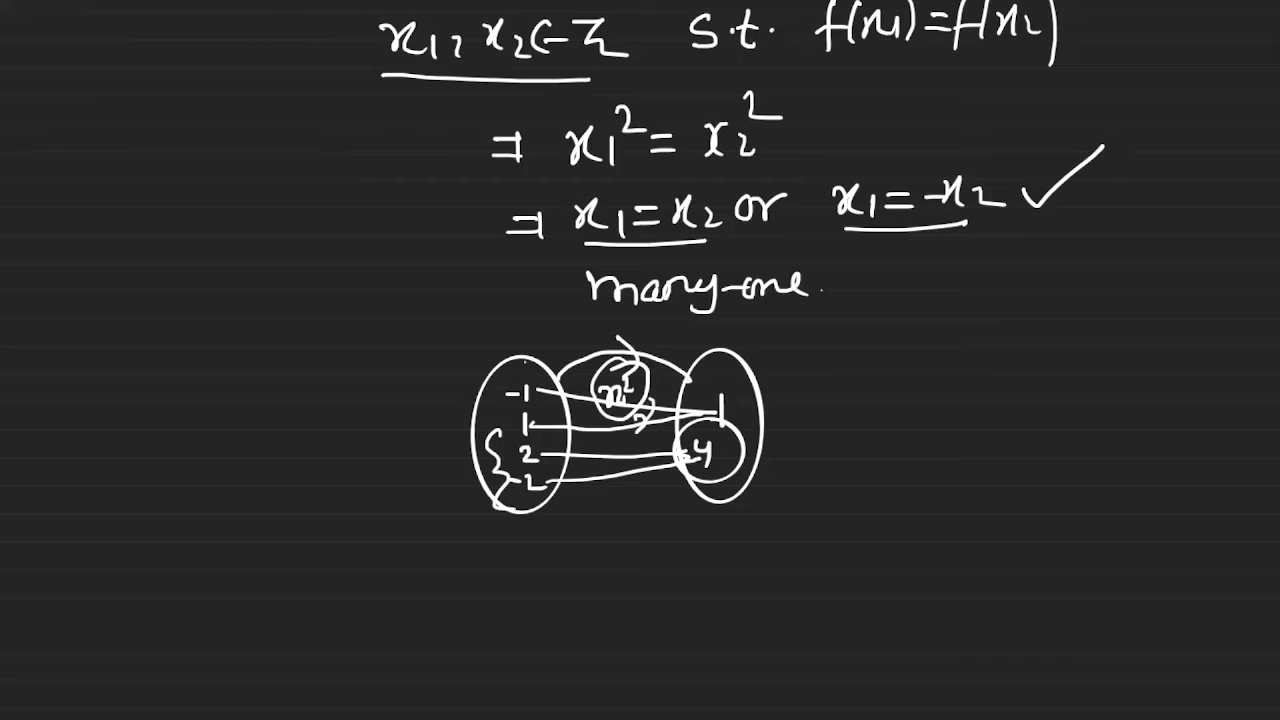 x₁, x₂ ∈ Z s.t. f(x₁) = f(x₂)
⇒ x₁² = x₂²
⇒ x₁ = x₂ or x₁ = -x₂ ✓
many-one.
x²
-1 1
1
2 4
-2